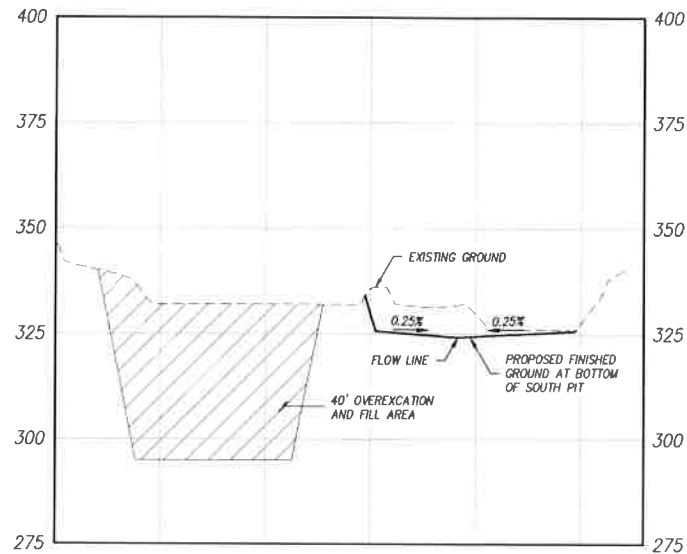 400
400
375
375
350
350
EXISTING GROUND
0.25%
0.25%
325
325
FLOW LINE
PROPOSED FINISHED
GROUND AT BOTTOM
OF SOUTH PIT
40' OVEREXCATION
AND FILL AREA
300
300
275
275